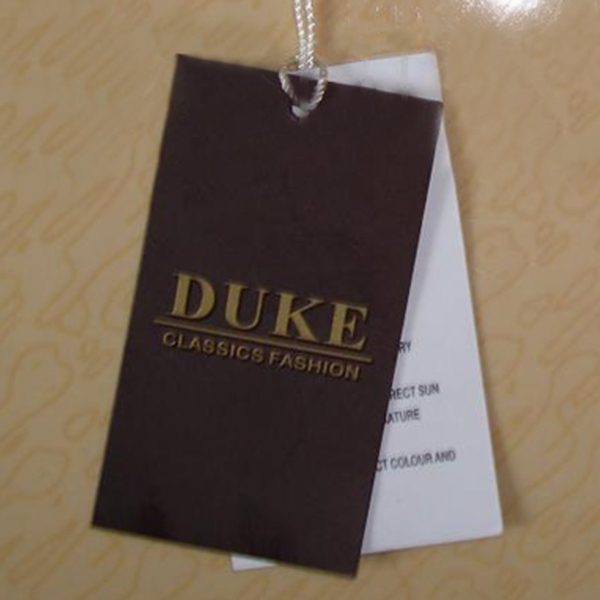 DUKE
CLASSICS FASHION
RY
RECT SUN
ATURE
CT COLOUR AND